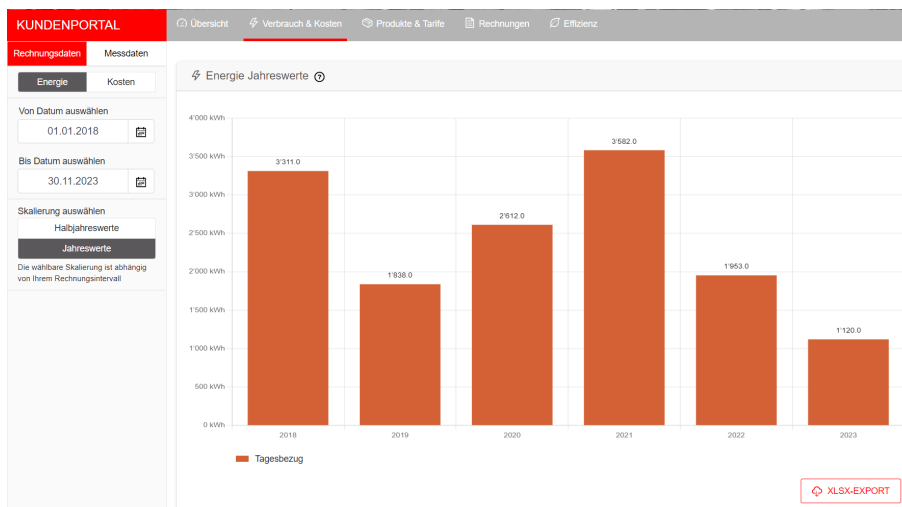 KUNDENPORTAL
Übersicht
Verbrauch & Kosten
Produkte & Tarife
Rechnungen
Effizienz
Rechnungsdaten
Messdaten
Energie
Kosten
Von Datum auswählen
01.01.2018
Bis Datum auswählen
30.11.2023
Skalierung auswählen
Halbjahreswerte
Jahreswerte
Die wählbare Skalierung ist abhängig
von Ihrem Rechnungsintervall
Energie Jahreswerte ?
4'000 kWh
3'500 kWh
3'000 kWh
2'500 kWh
2'000 kWh
1'500 kWh
1'000 kWh
500 kWh
0 kWh
3'311.0
1'838.0
2'612.0
3'582.0
1'953.0
1'120.0
2018
2019
2020
2021
2022
2023
Tagesbezug
XLSX-EXPORT